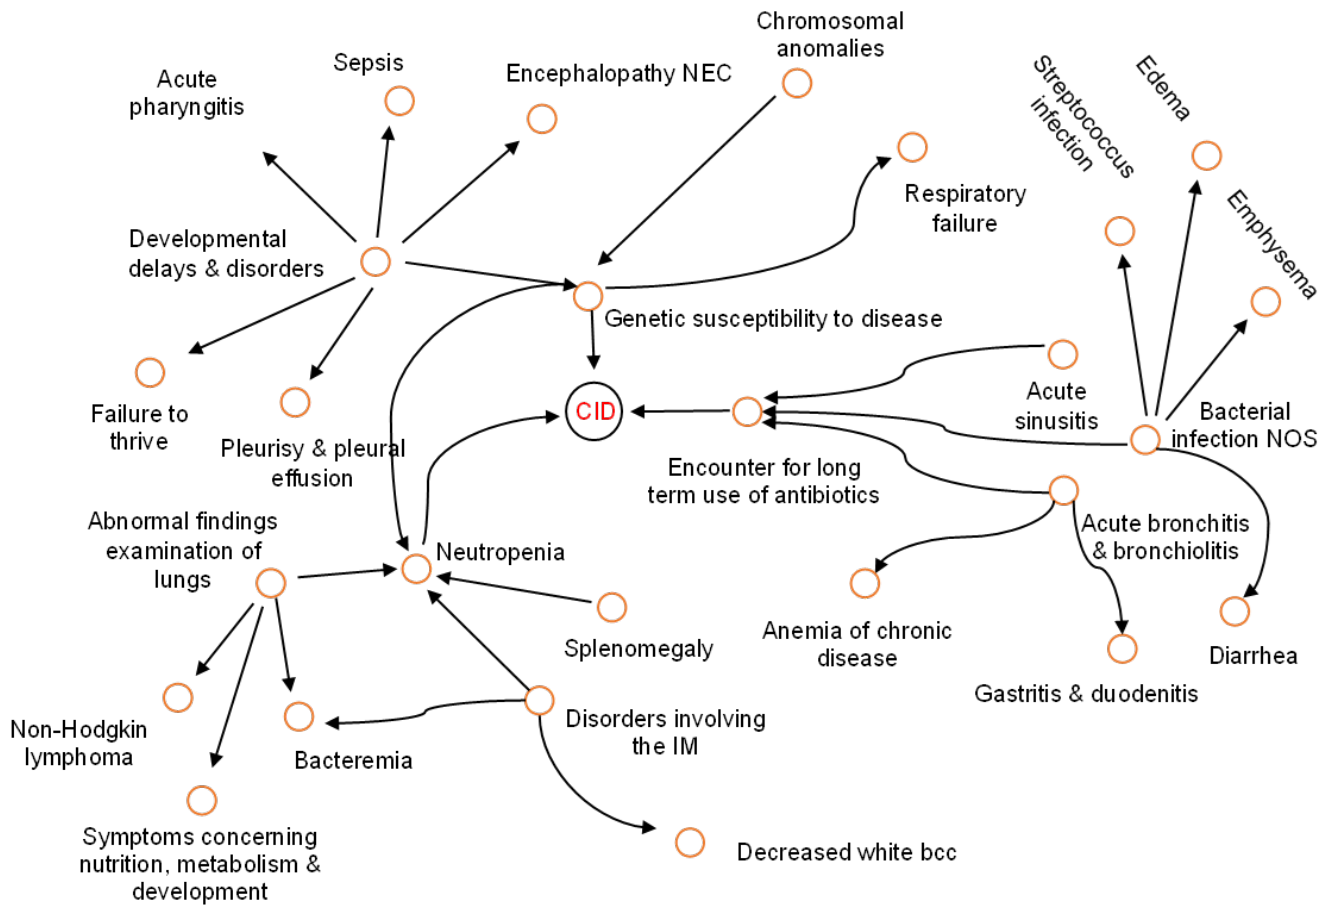 Chromosomal
anomalies
Sepsis
Encephalopathy NEC
Acute
pharyngitis
Streptococcus
infection
Edema
Emphysema
Respiratory
failure
Developmental
delays & disorders
Genetic susceptibility to disease
Failure to
thrive
Pleurisy & pleural
effusion
CID
Acute
sinusitis
Bacterial
infection NOS
Encounter for long
term use of antibiotics
Abnormal findings
examination of
lungs
Neutropenia
Acute bronchitis
& bronchiolitis
Splenomegaly
Anemia of chronic
disease
Diarrhea
Gastritis & duodenitis
Non-Hodgkin
lymphoma
Bacteremia
Disorders involving
the IM
Symptoms concerning
nutrition, metabolism &
development
Decreased white bcc